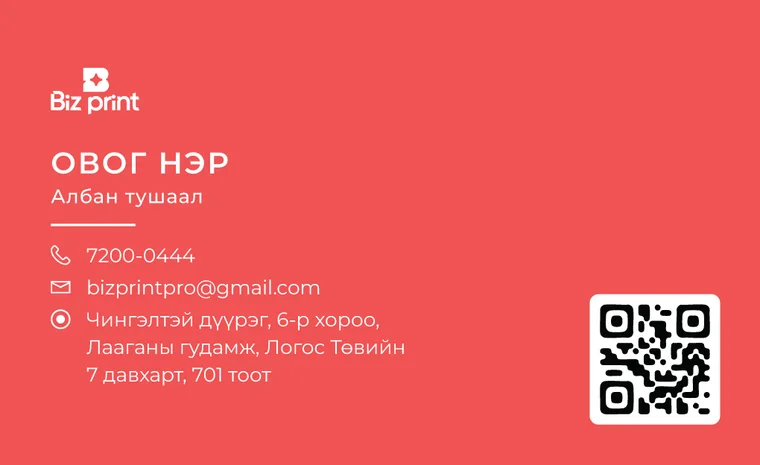 Biz print
ОВОГ НЭР
Албан тушаал
7200-0444
bizprintpro@gmail.com
Чингэлтэй дүүрэг, 6-р хороо,
Лааганы гудамж, Логос Төвийн
7 давхарт, 701 тоот